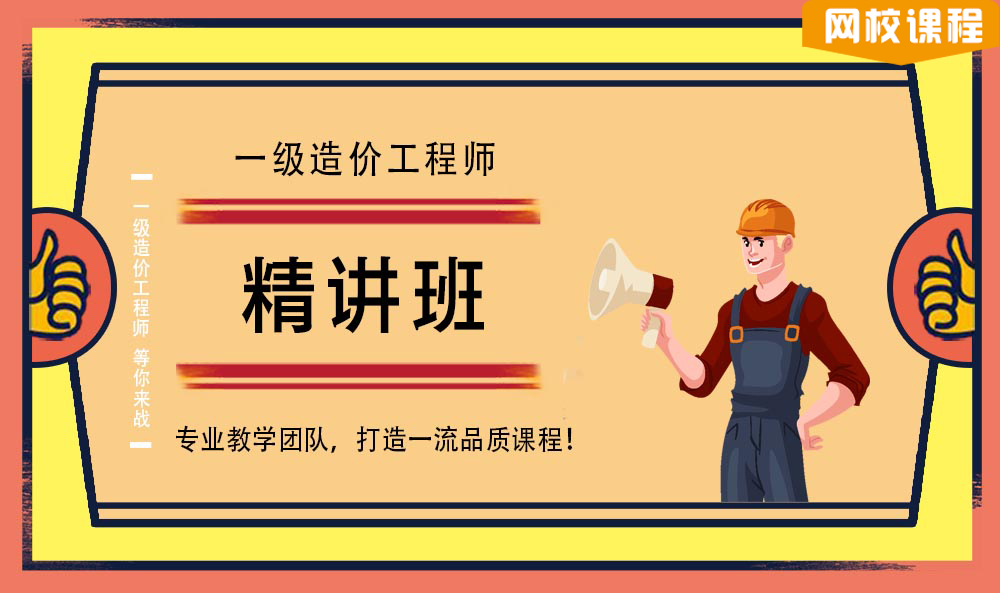 网校课程
一级造价工程师
精讲班
专业教学团队，打造一流品质课程！
一级造价工程师 等你来战